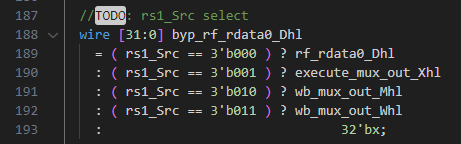 187 //TODO: rs1_Src select
188 wire [31:0] byp_rf_rdata0_Dhl
189 = ( rs1_Src == 3'b000 ) ? rf_rdata0_Dhl
190 : ( rs1_Src == 3'b001 ) ? execute_mux_out_Xhl
191 : ( rs1_Src == 3'b010 ) ? wb_mux_out_Mhl
192 : ( rs1_Src == 3'b011 ) ? wb_mux_out_Whl
193 : 32'bx;